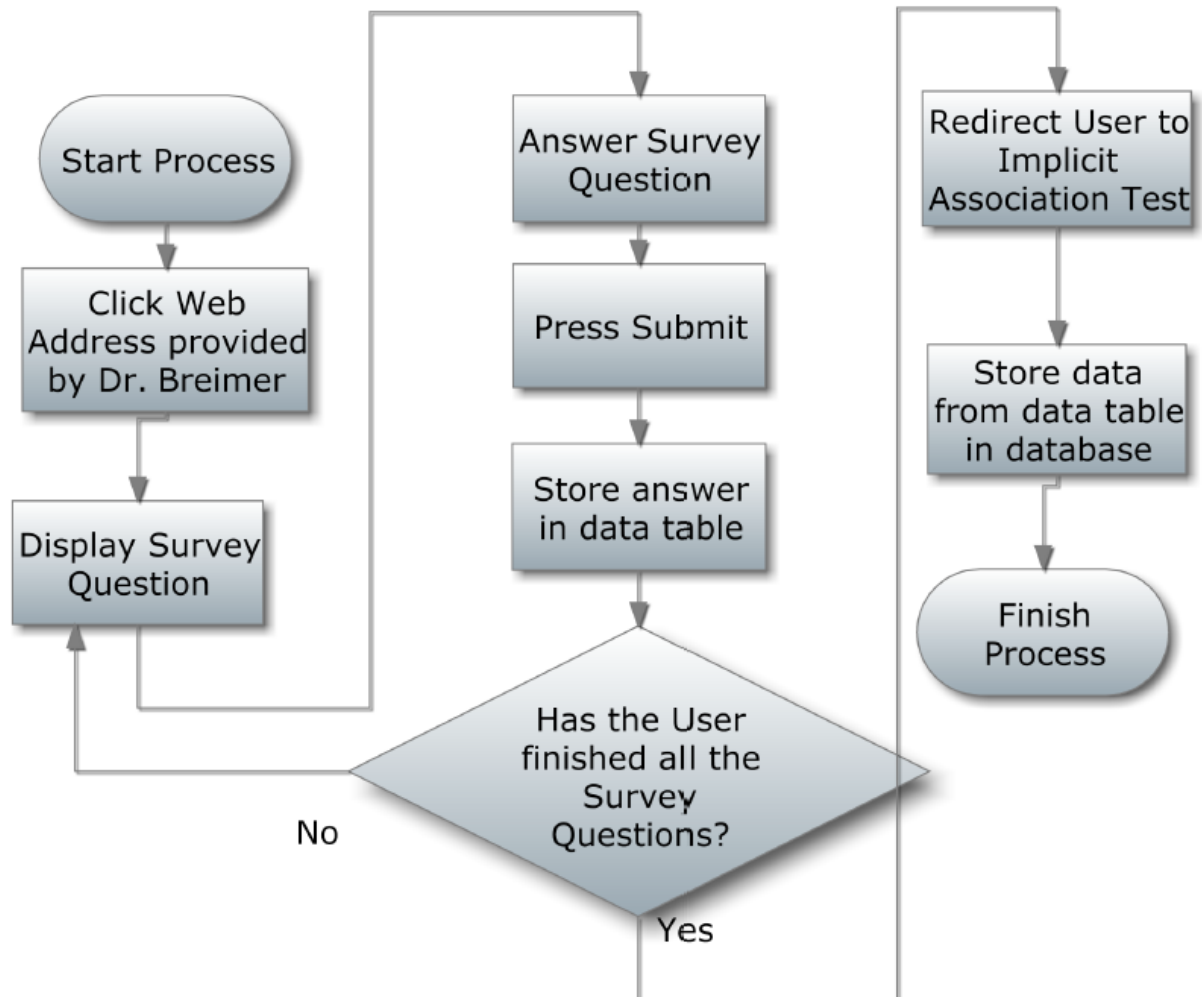 Start Process
Click Web
Address provided
by Dr. Breimer
Display Survey
Question
Answer Survey
Question
Press Submit
Store answer
in data table
Has the User
finished all the
Survey
Questions?
No
Yes
Redirect User to
Implicit
Association Test
Store data
from data table
in database
Finish
Process